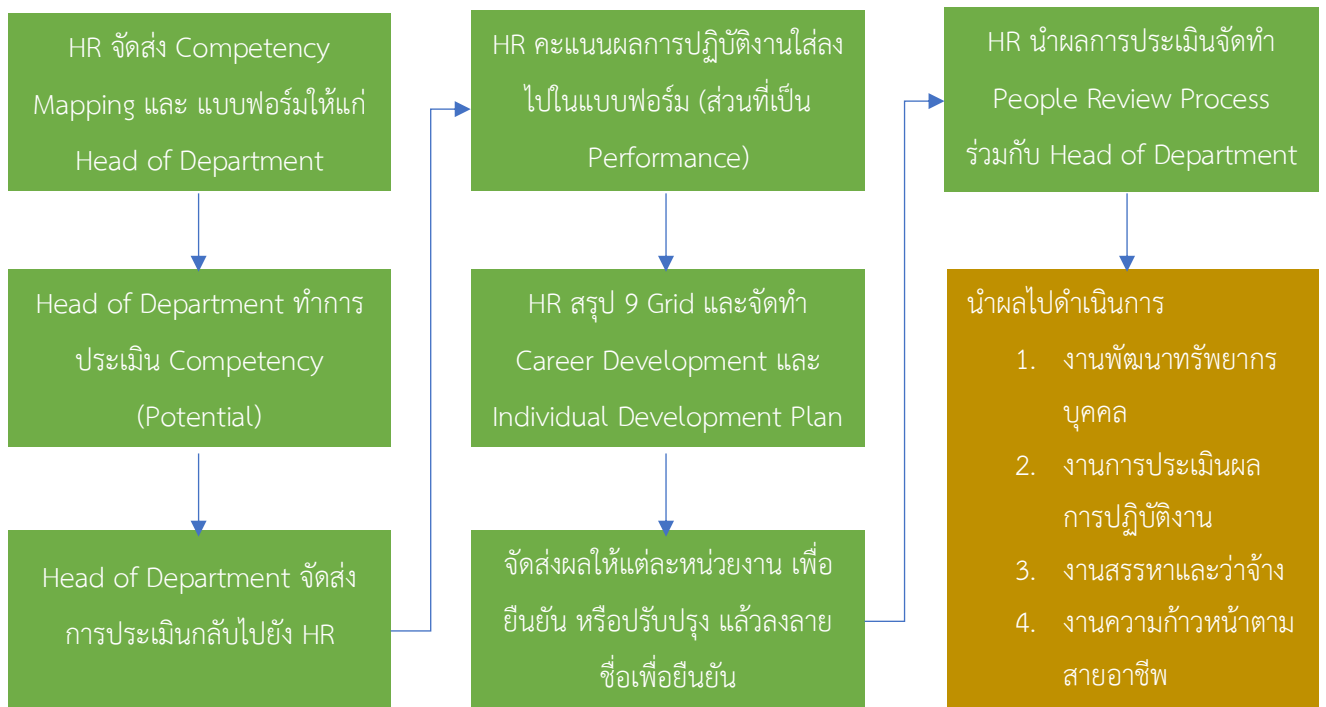 HR จัดส่ง Competency
Mapping และ แบบฟอร์มให้แก่
Head of Department
Head of Department ทำการ
ประเมิน Competency
(Potential)
Head of Department จัดส่ง
การประเมินกลับไปยัง HR
HR คะแนนผลการปฏิบัติงานใส่ลง
ไปในแบบฟอร์ม (ส่วนที่เป็น
Performance)
HR สรุป 9 Grid และจัดทำ
Career Development และ
Individual Development Plan
จัดส่งผลให้แต่ละหน่วยงาน เพื่อ
ยืนยัน หรือปรับปรุง แล้วลงลาย
ชื่อเพื่อยืนยัน
HR นำผลการประเมินจัดทำ
People Review Process
ร่วมกับ Head of Department
นำผลไปดำเนินการ
1. งานพัฒนาทรัพยากร
บุคคล
2. งานการประเมินผล
การปฏิบัติงาน
3. งานสรรหาและว่าจ้าง
4. งานความก้าวหน้าตาม
สายอาชีพ